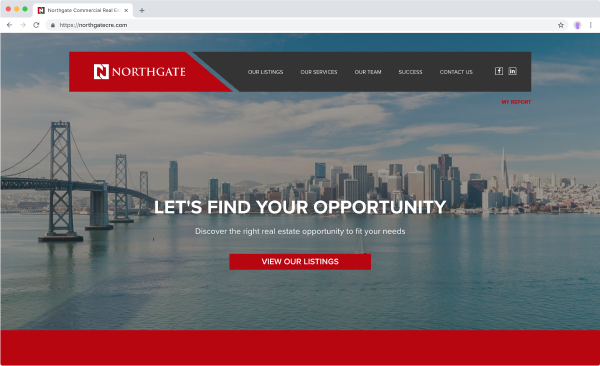 Northgate Commercial Real Es
https://northgatecre.com
N NORTHGATE
OUR LISTINGS OUR SERVICES OUR TEAM SUCCESS CONTACT US f in
MY REPORT
LET'S FIND YOUR OPPORTUNITY
Discover the right real estate opportunity to fit your needs
VIEW OUR LISTINGS